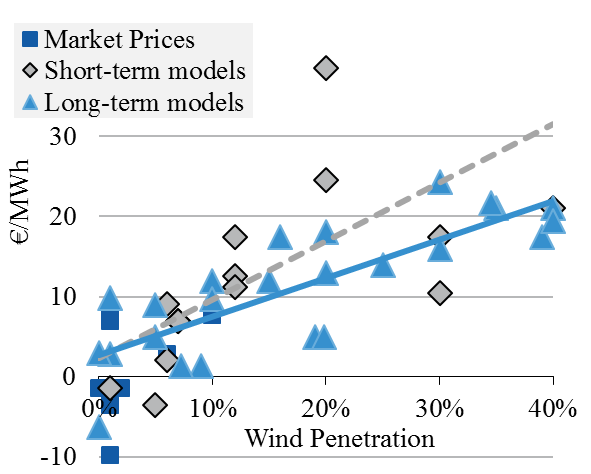 Market Prices
Short-term models
Long-term models
30
20
10
0
-10
€/MWh
0% 10% 20% 30% 40%
Wind Penetration